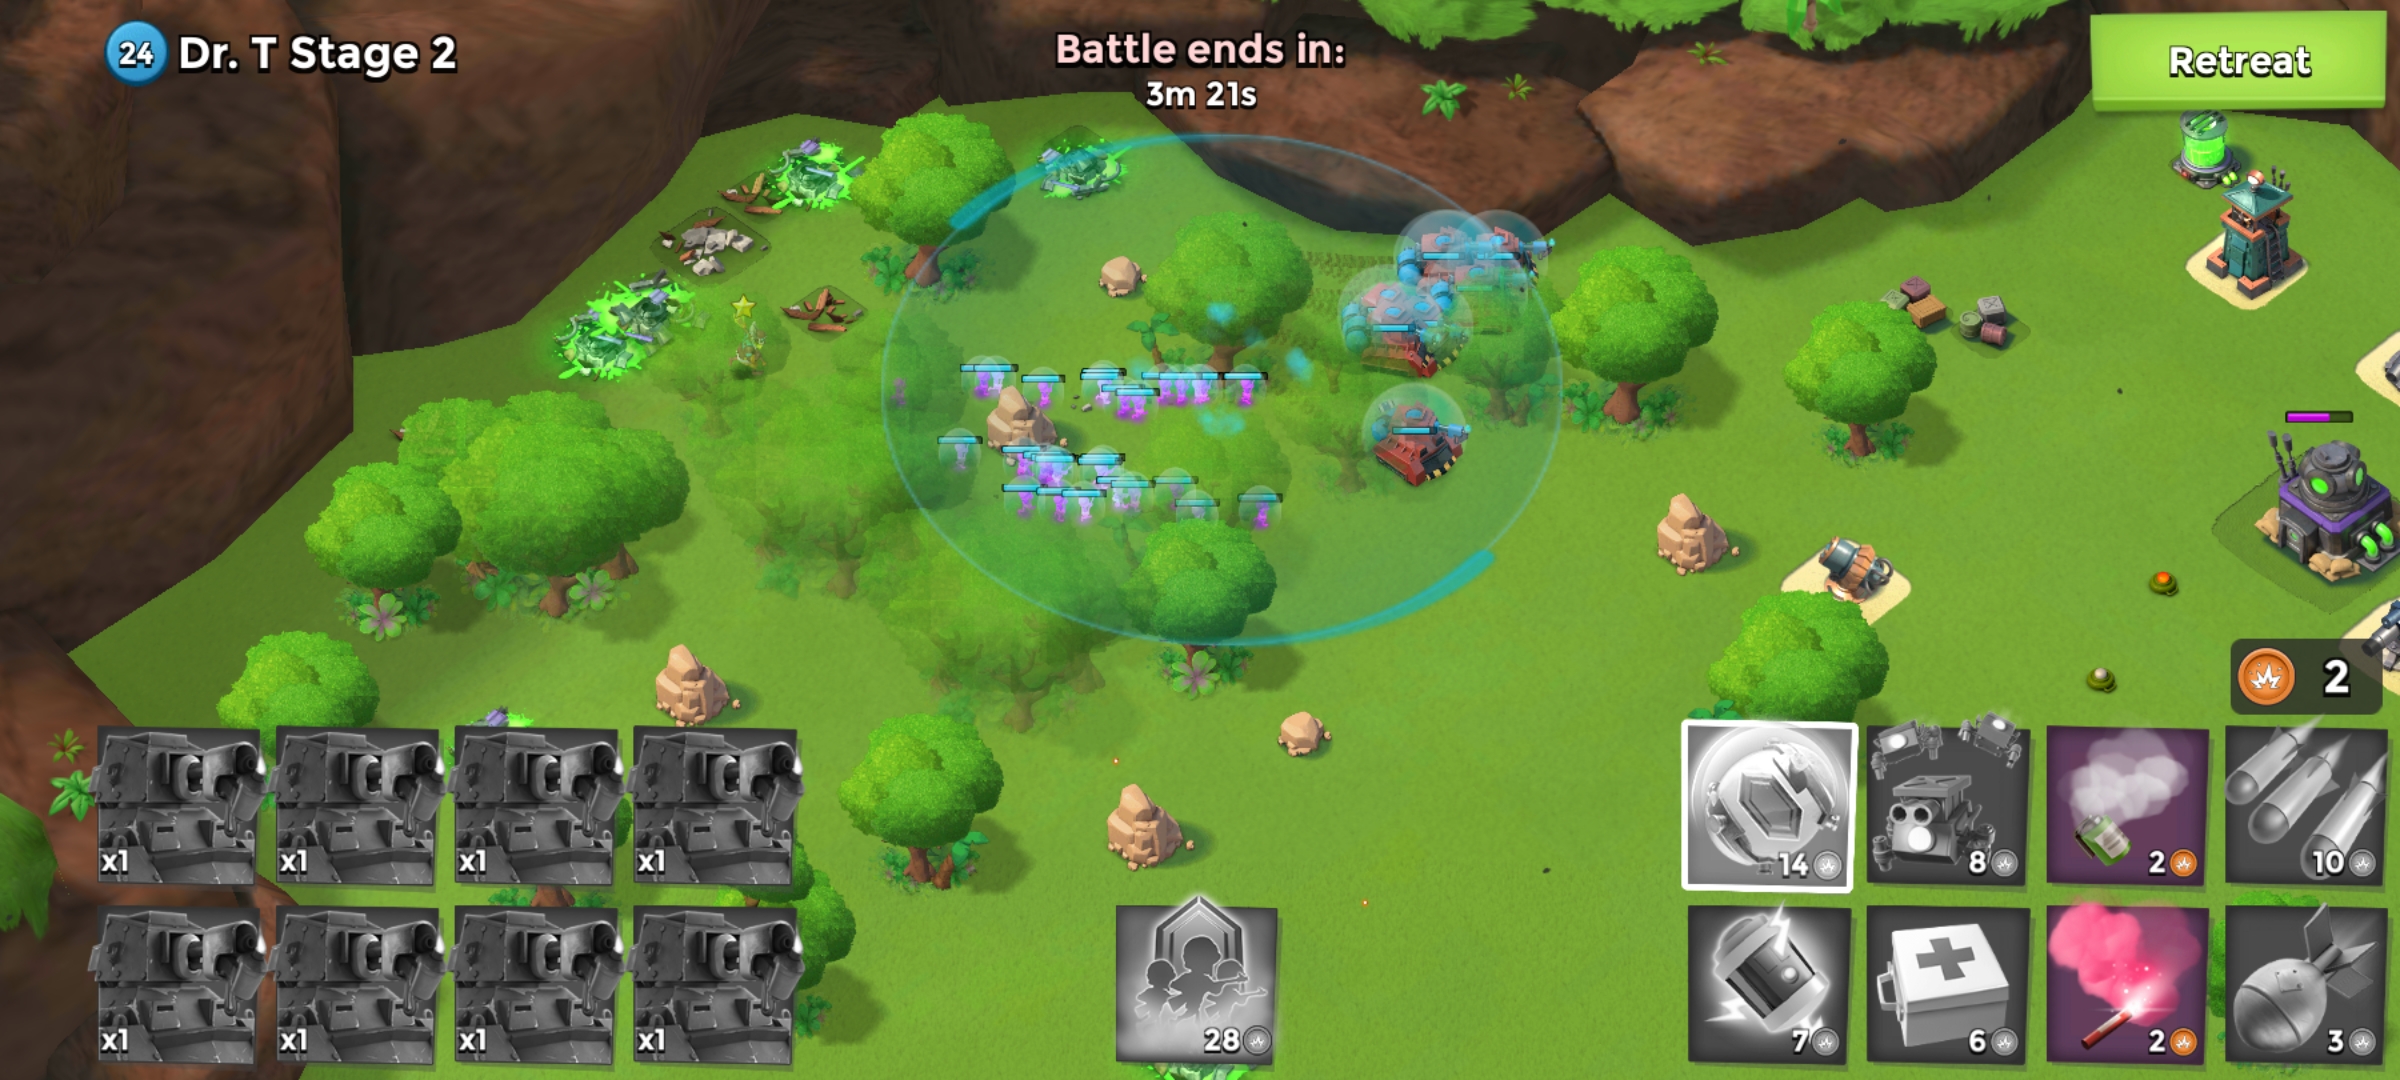 24 Dr. T Stage 2
Battle ends in:
3m 21s
Retreat
2
x1 x1 x1 x1
14 8 2 10
x1 x1 x1 x1
28
7 6 2 3